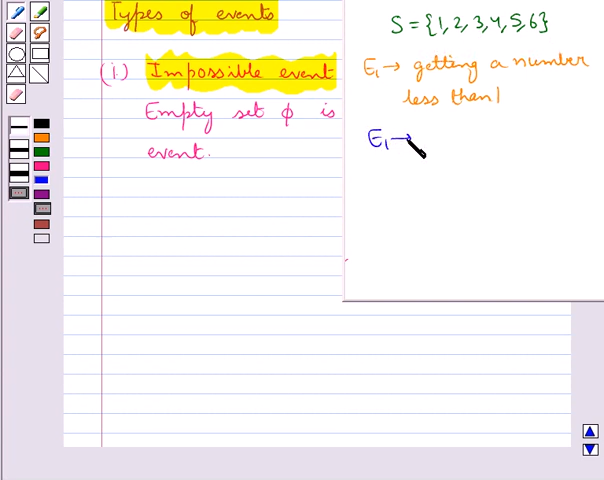 Types of events
(i) Impossible event
Empty set ϕ is
event.
S = {1, 2, 3, 4, 5, 6}
E₁ → getting a number
less than 1
E₁ →